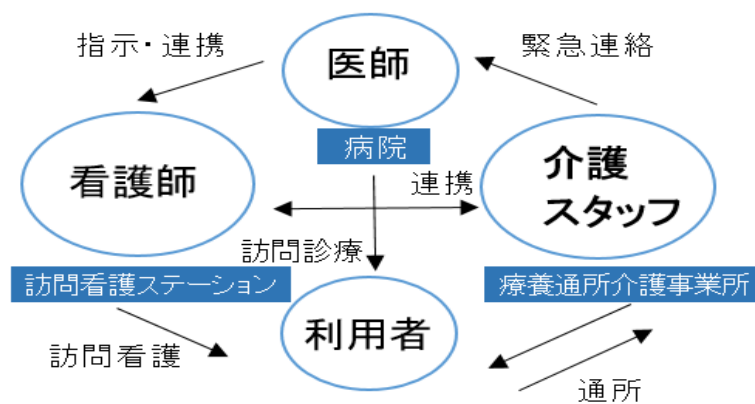 指示・連携
医師
緊急連絡
病院
看護師
介護
スタッフ
連携
訪問診療
訪問看護ステーション
療養通所介護事業所
利用者
訪問看護
通所